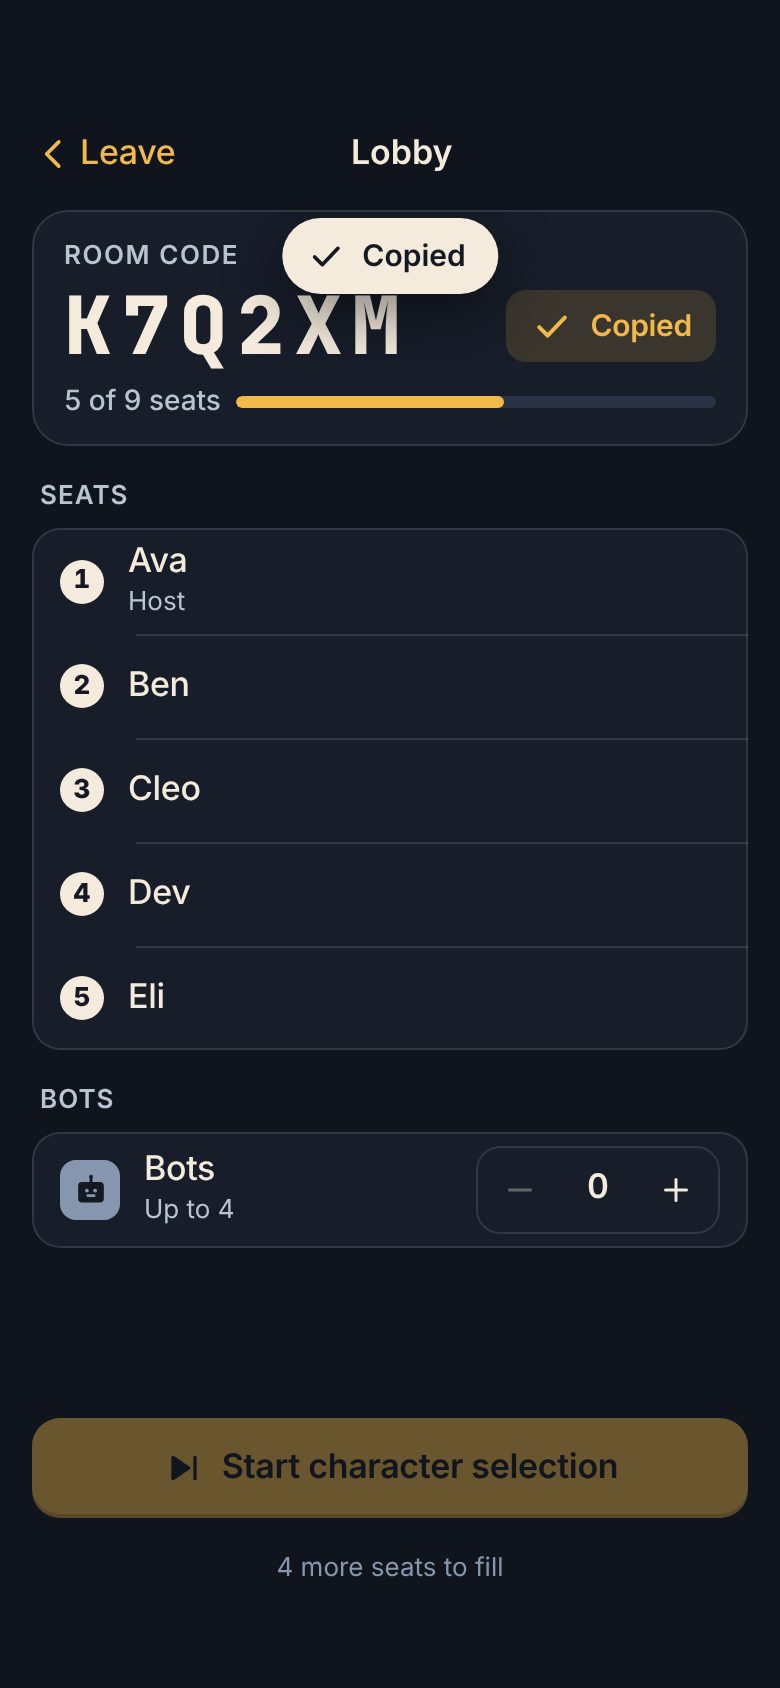 Leave
Lobby
ROOM CODE
Copied
K7Q2XM
Copied
5 of 9 seats
SEATS
1 Ava
Host
2 Ben
3 Cleo
4 Dev
5 Eli
BOTS
Bots
Up to 4
0
Start character selection
4 more seats to fill